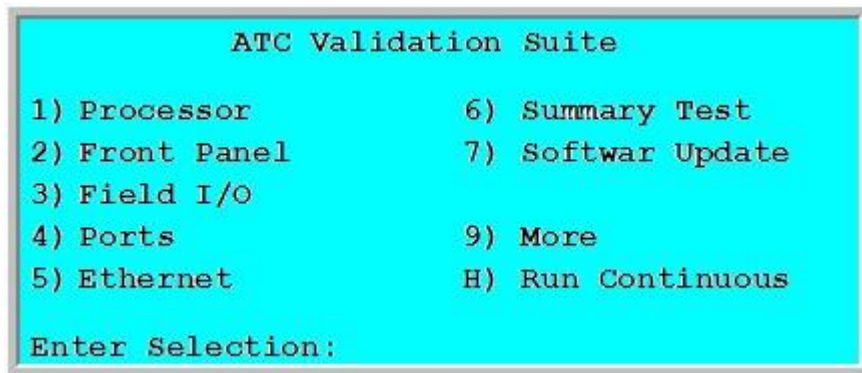 ATC Validation Suite
1) Processor 6) Summary Test
2) Front Panel 7) Softwar Update
3) Field I/O
4) Ports 9) More
5) Ethernet H) Run Continuous
Enter Selection: